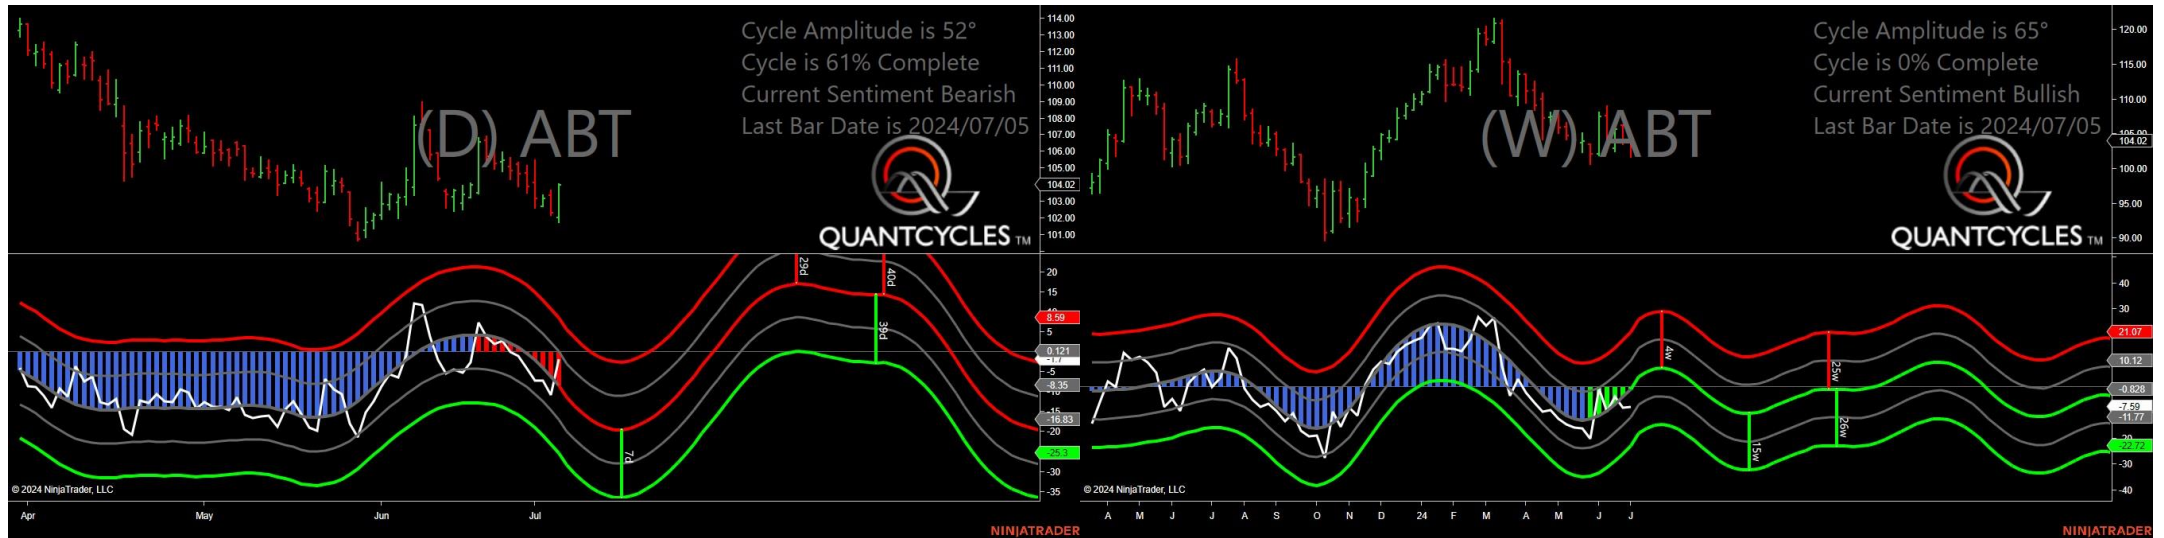 Cycle Amplitude is 52°
Cycle is 61% Complete
Current Sentiment Bearish
Last Bar Date is 2024/07/05
(D) ABT
QUANTCYCLES TM
114.00
113.00
112.00
111.00
110.00
109.00
108.00
107.00
106.00
105.00
104.02
103.00
102.00
101.00
29d
40d
39d
7d
20
15
8.59
5
0.121
-1.7
-5
-8.35
-10
-15
-16.83
-20
-25.3
-30
-35
© 2024 NinjaTrader, LLC
Apr May Jun Jul
NINJATRADER
Cycle Amplitude is 65°
Cycle is 0% Complete
Current Sentiment Bullish
Last Bar Date is 2024/07/05
(W) ABT
QUANTCYCLES TM
120.00
115.00
110.00
105.00
104.02
100.00
95.00
90.00
4w
25w
15w
26w
40
30
21.07
10.12
-0.828
-7.59
-11.77
-22.72
-30
-40
© 2024 NinjaTrader, LLC
A M J J A S O N D 24 F M A M J J
NINJATRADER